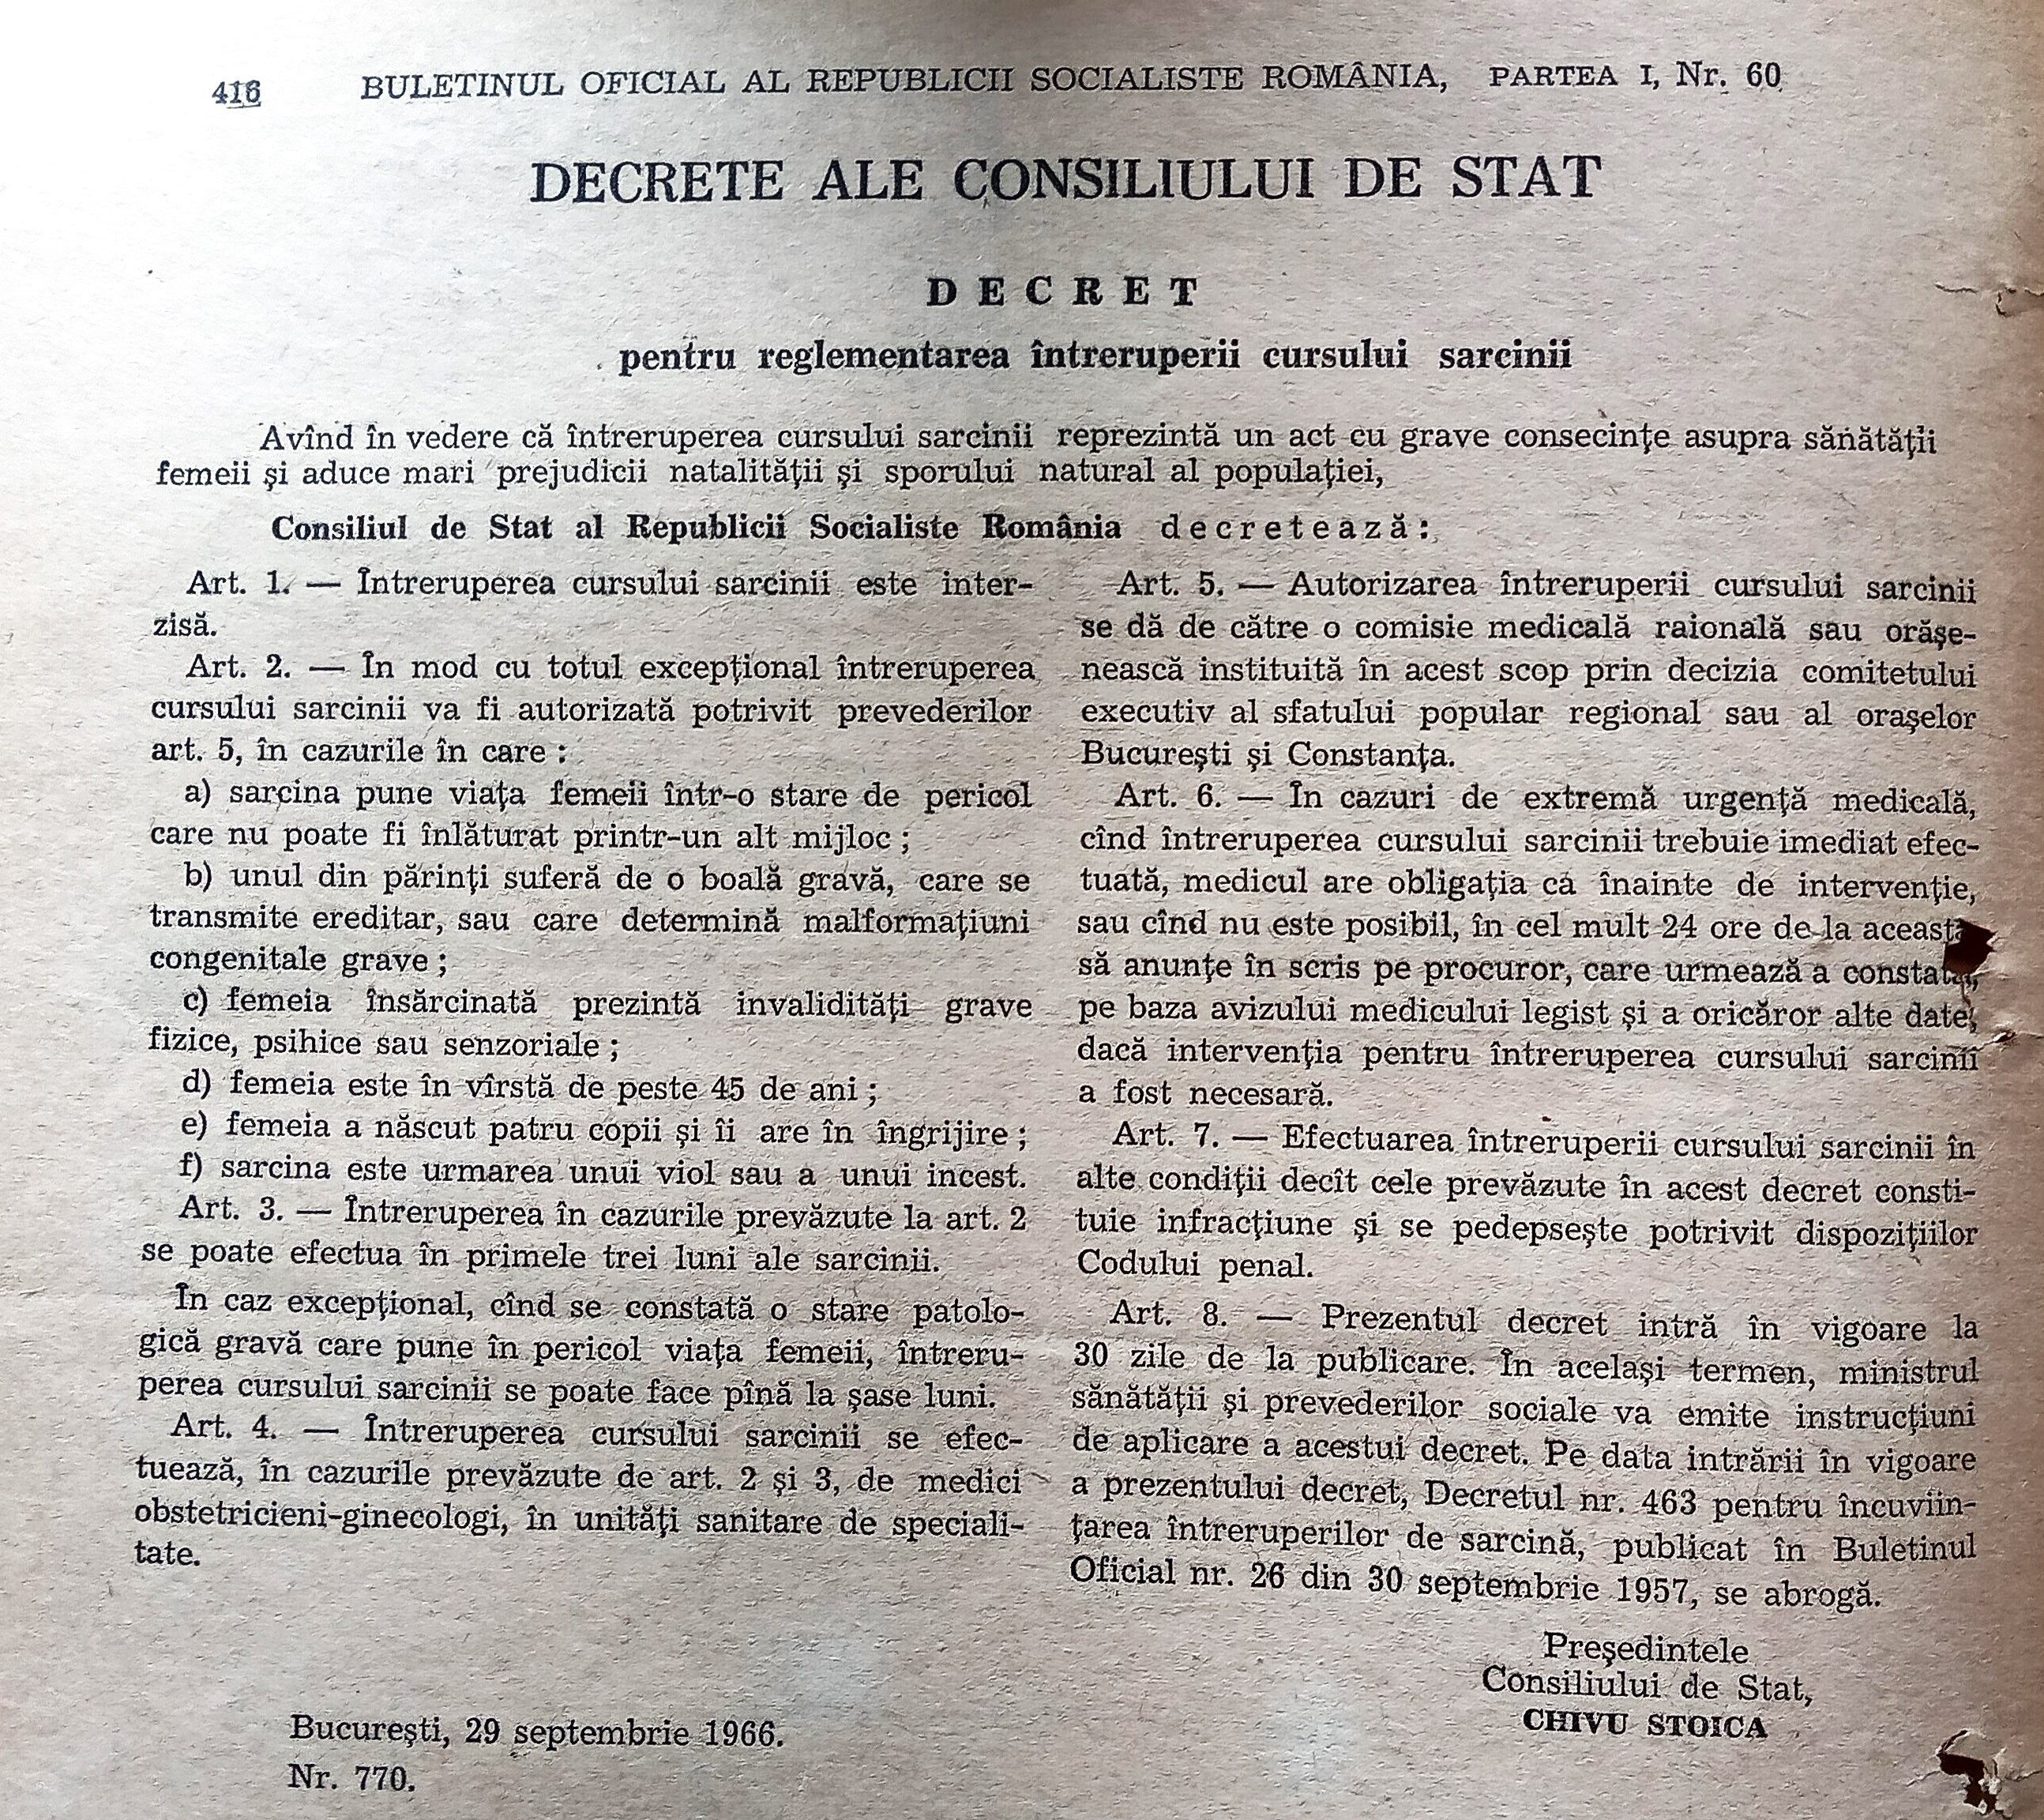 416 BULETINUL OFICIAL AL REPUBLICII SOCIALISTE ROMÂNIA, PARTEA I, Nr. 60
DECRETE ALE CONSILIULUI DE STAT
DECRET
pentru reglementarea întreruperii cursului sarcinii
Avînd în vedere că întreruperea cursului sarcinii reprezintă un act cu grave consecinţe asupra sănătăţii
femeii şi aduce mari prejudicii natalităţii şi sporului natural al populaţiei,
Consiliul de Stat al Republicii Socialiste România decretează:
Art. 1. — Întreruperea cursului sarcinii este inter-
zisă.
Art. 2. — În mod cu totul excepţional întreruperea
cursului sarcinii va fi autorizată potrivit prevederilor
art. 5, în cazurile în care :
a) sarcina pune viaţa femeii într-o stare de pericol
care nu poate fi înlăturat printr-un alt mijloc ;
b) unul din părinţi suferă de o boală gravă, care se
transmite ereditar, sau care determină malformaţiuni
congenitale grave ;
c) femeia însărcinată prezintă invalidităţi grave
fizice, psihice sau senzoriale ;
d) femeia este în vîrstă de peste 45 de ani ;
e) femeia a născut patru copii şi îi are în îngrijire ;
f) sarcina este urmarea unui viol sau a unui incest.
Art. 3. — Întreruperea în cazurile prevăzute la art. 2
se poate efectua în primele trei luni ale sarcinii.
În caz excepţional, cînd se constată o stare patolo-
gică gravă care pune în pericol viaţa femeii, întreru-
perea cursului sarcinii se poate face pînă la şase luni.
Art. 4. — Întreruperea cursului sarcinii se efec-
tuează, în cazurile prevăzute de art. 2 şi 3, de medici
obstetricieni-ginecologi, în unităţi sanitare de speciali-
tate.
Art. 5. — Autorizarea întreruperii cursului sarcinii
se dă de către o comisie medicală raională sau orăşe-
nească instituită în acest scop prin decizia comitetului
executiv al sfatului popular regional sau al oraşelor
Bucureşti şi Constanţa.
Art. 6. — În cazuri de extremă urgenţă medicală,
cînd întreruperea cursului sarcinii trebuie imediat efec-
tuată, medicul are obligaţia ca înainte de intervenţie,
sau cînd nu este posibil, în cel mult 24 ore de la aceasta
să anunţe în scris pe procuror, care urmează a constata,
pe baza avizului medicului legist şi a oricăror alte date,
dacă intervenţia pentru întreruperea cursului sarcinii
a fost necesară.
Art. 7. — Efectuarea întreruperii cursului sarcinii în
alte condiţii decît cele prevăzute în acest decret consti-
tuie infracţiune şi se pedepseşte potrivit dispoziţiilor
Codului penal.
Art. 8. — Prezentul decret intră în vigoare la
30 zile de la publicare. În acelaşi termen, ministrul
sănătăţii şi prevederilor sociale va emite instrucţiuni
de aplicare a acestui decret. Pe data intrării în vigoare
a prezentului decret, Decretul nr. 463 pentru încuviin-
ţarea întreruperilor de sarcină, publicat în Buletinul
Oficial nr. 26 din 30 septembrie 1957, se abrogă.
Preşedintele
Consiliului de Stat,
CHIVU STOICA
Bucureşti, 29 septembrie 1966.
Nr. 770.